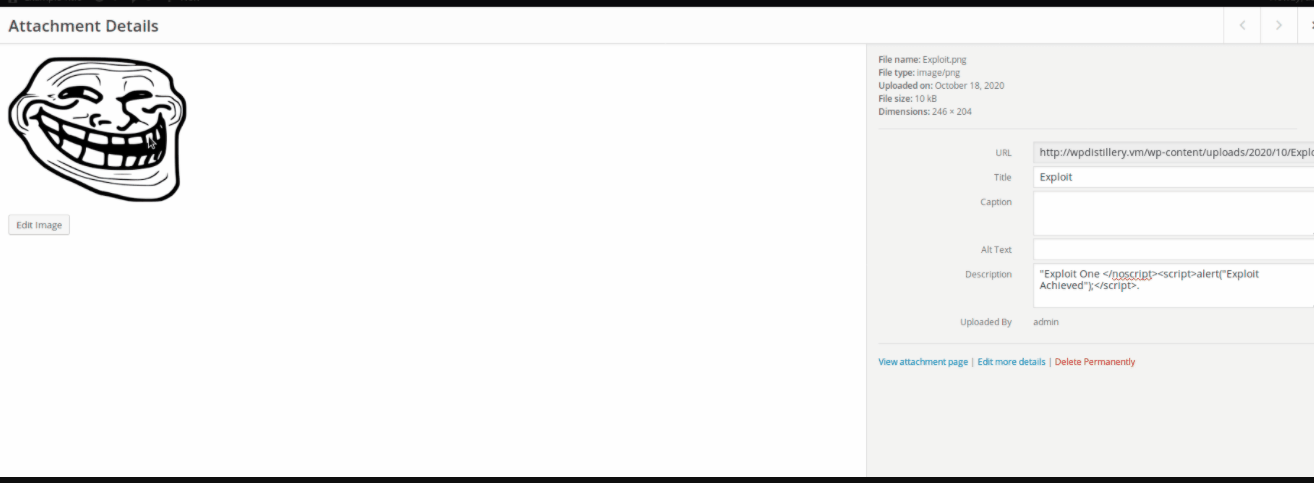 Attachment Details
File name: Exploit.png
File type: image/png
Uploaded on: October 18, 2020
File size: 10 kB
Dimensions: 246 × 204
URL http://wpdistillery.vm/wp-content/uploads/2020/10/Explo
Title Exploit
Caption
Alt Text
Description "Exploit One </noscript><script>alert("Exploit
Achieved");</script>.
Uploaded By admin
View attachment page | Edit more details | Delete Permanently
Edit Image